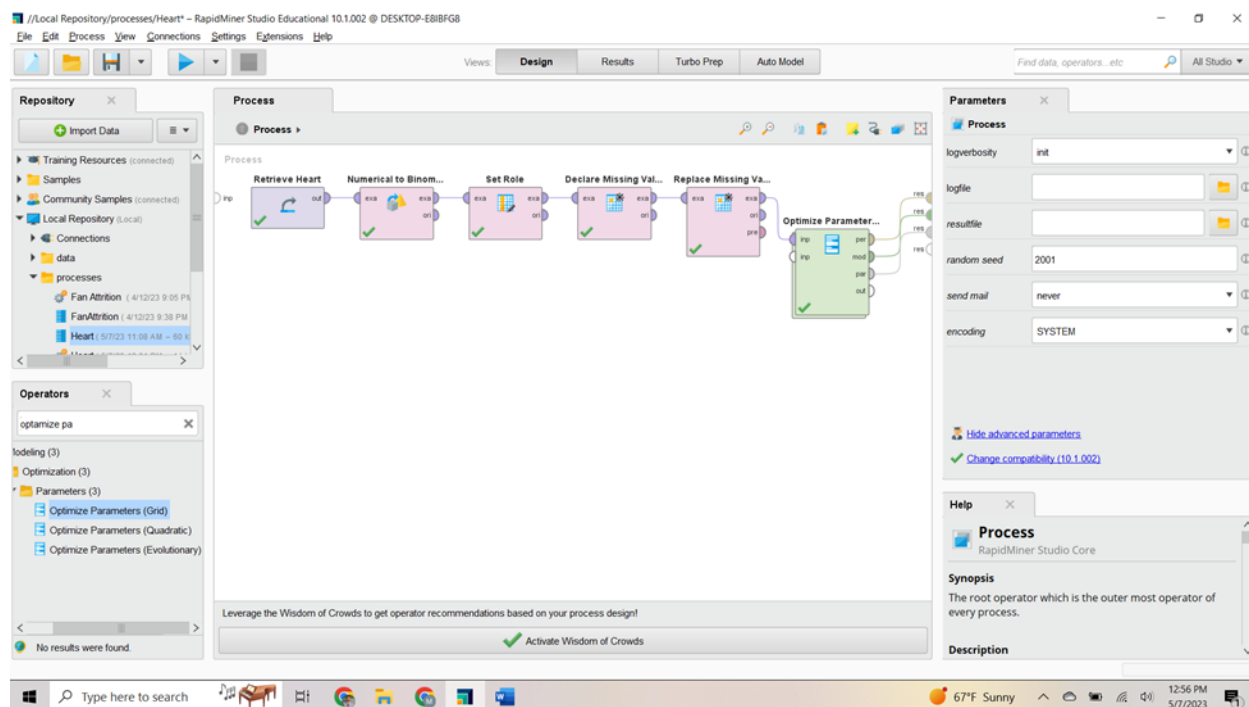 //Local Repository/processes/Heart* – RapidMiner Studio Educational 10.1.002 @ DESKTOP-E8IBFGB
File Edit Process View Connections Settings Extensions Help
Views: Design Results Turbo Prep Auto Model
Find data, operators...etc All Studio
Repository
Import Data
Training Resources (connected)
Samples
Community Samples (connected)
Local Repository (Local)
Connections
data
processes
Fan Attrition ( 4/12/23 9:05 PM
FanAttrition ( 4/12/23 9:38 PM
Heart ( 5/7/23 11:08 AM – 60 k
Operators
optamize pa
lodeling (3)
Optimization (3)
Parameters (3)
Optimize Parameters (Grid)
Optimize Parameters (Quadratic)
Optimize Parameters (Evolutionary)
No results were found.
Process
Process
Process
inp
Retrieve Heart
out
Numerical to Binom...
exa exa
ori
Set Role
exa exa
ori
Declare Missing Val...
exa exa
ori
Replace Missing Va...
exa exa
ori
pre
Optimize Parameter...
inp per
inp mod
par
out
res
res
res
res
Leverage the Wisdom of Crowds to get operator recommendations based on your process design!
Activate Wisdom of Crowds
Parameters
Process
logverbosity init
logfile
resultfile
random seed 2001
send mail never
encoding SYSTEM
Hide advanced parameters
Change compatibility (10.1.002)
Help
Process
RapidMiner Studio Core
Synopsis
The root operator which is the outer most operator of
every process.
Description
Type here to search
67°F Sunny
12:56 PM
5/7/2023
1